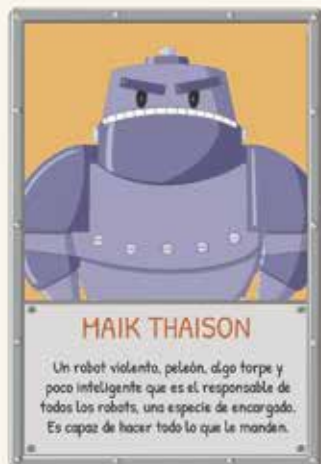 MAIK THAISON
Un robot violento, peleón, algo torpe y
poco inteligente que es el responsable de
todos los robots, una especie de encargado.
Es capaz de hacer todo lo que le manden.